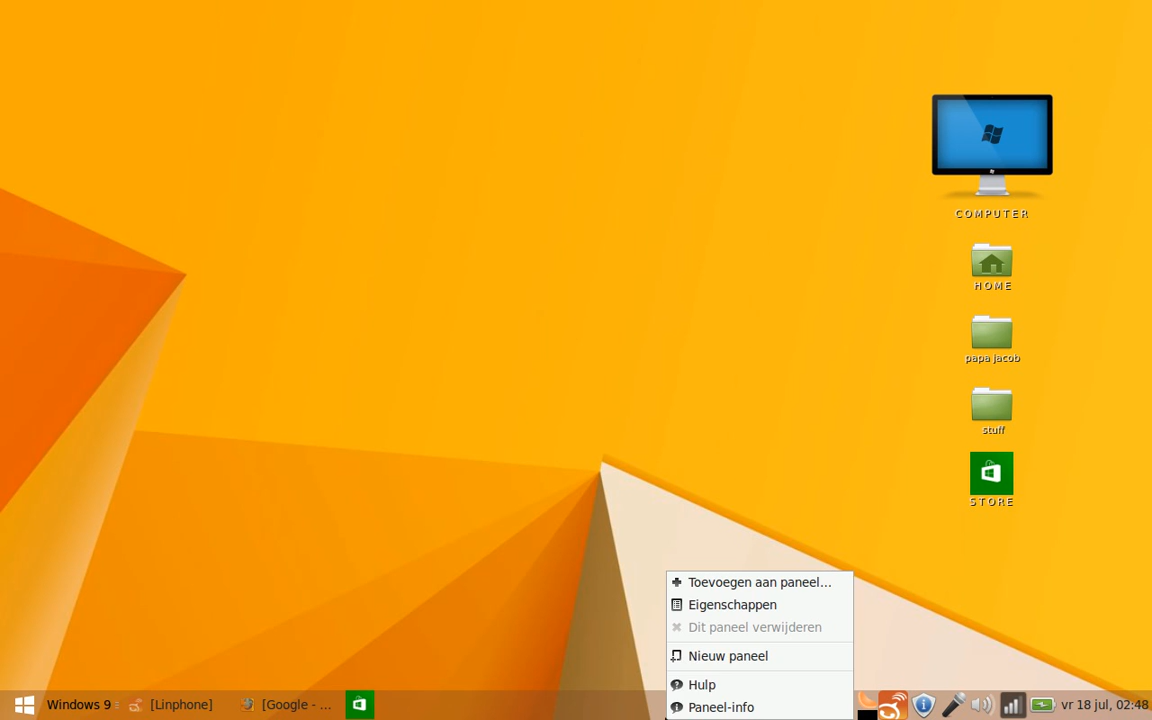 COMPUTER
HOME
papa jacob
stuff
STORE
Toevoegen aan paneel...
Eigenschappen
Dit paneel verwijderen
Nieuw paneel
Hulp
Paneel-info
Windows 9 [Linphone] [Google - ... vr 18 jul, 02:48